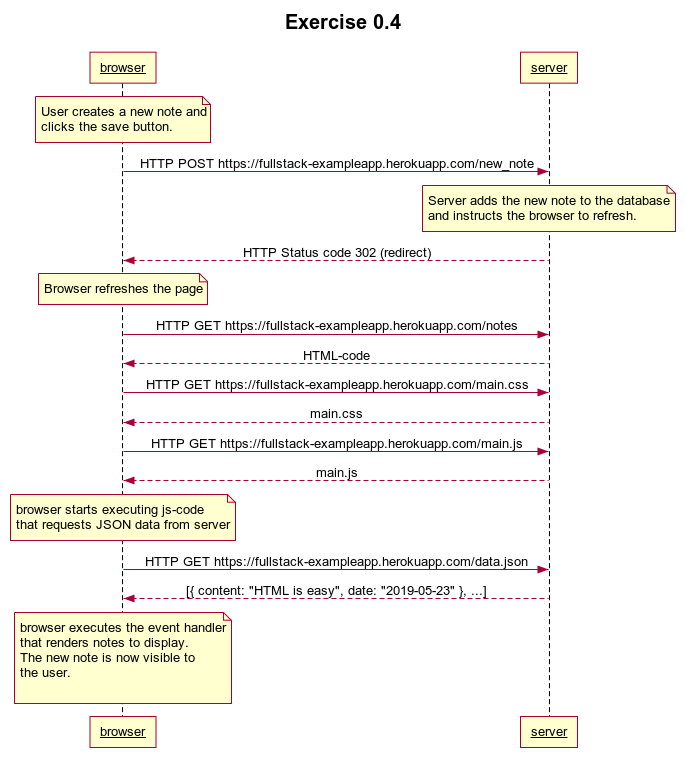 Exercise 0.4
browser
server
User creates a new note and
clicks the save button.
HTTP POST https://fullstack-exampleapp.herokuapp.com/new_note
Server adds the new note to the database
and instructs the browser to refresh.
HTTP Status code 302 (redirect)
Browser refreshes the page
HTTP GET https://fullstack-exampleapp.herokuapp.com/notes
HTML-code
HTTP GET https://fullstack-exampleapp.herokuapp.com/main.css
main.css
HTTP GET https://fullstack-exampleapp.herokuapp.com/main.js
main.js
browser starts executing js-code
that requests JSON data from server
HTTP GET https://fullstack-exampleapp.herokuapp.com/data.json
[{ content: "HTML is easy", date: "2019-05-23" }, ...]
browser executes the event handler
that renders notes to display.
The new note is now visible to
the user.
browser
server